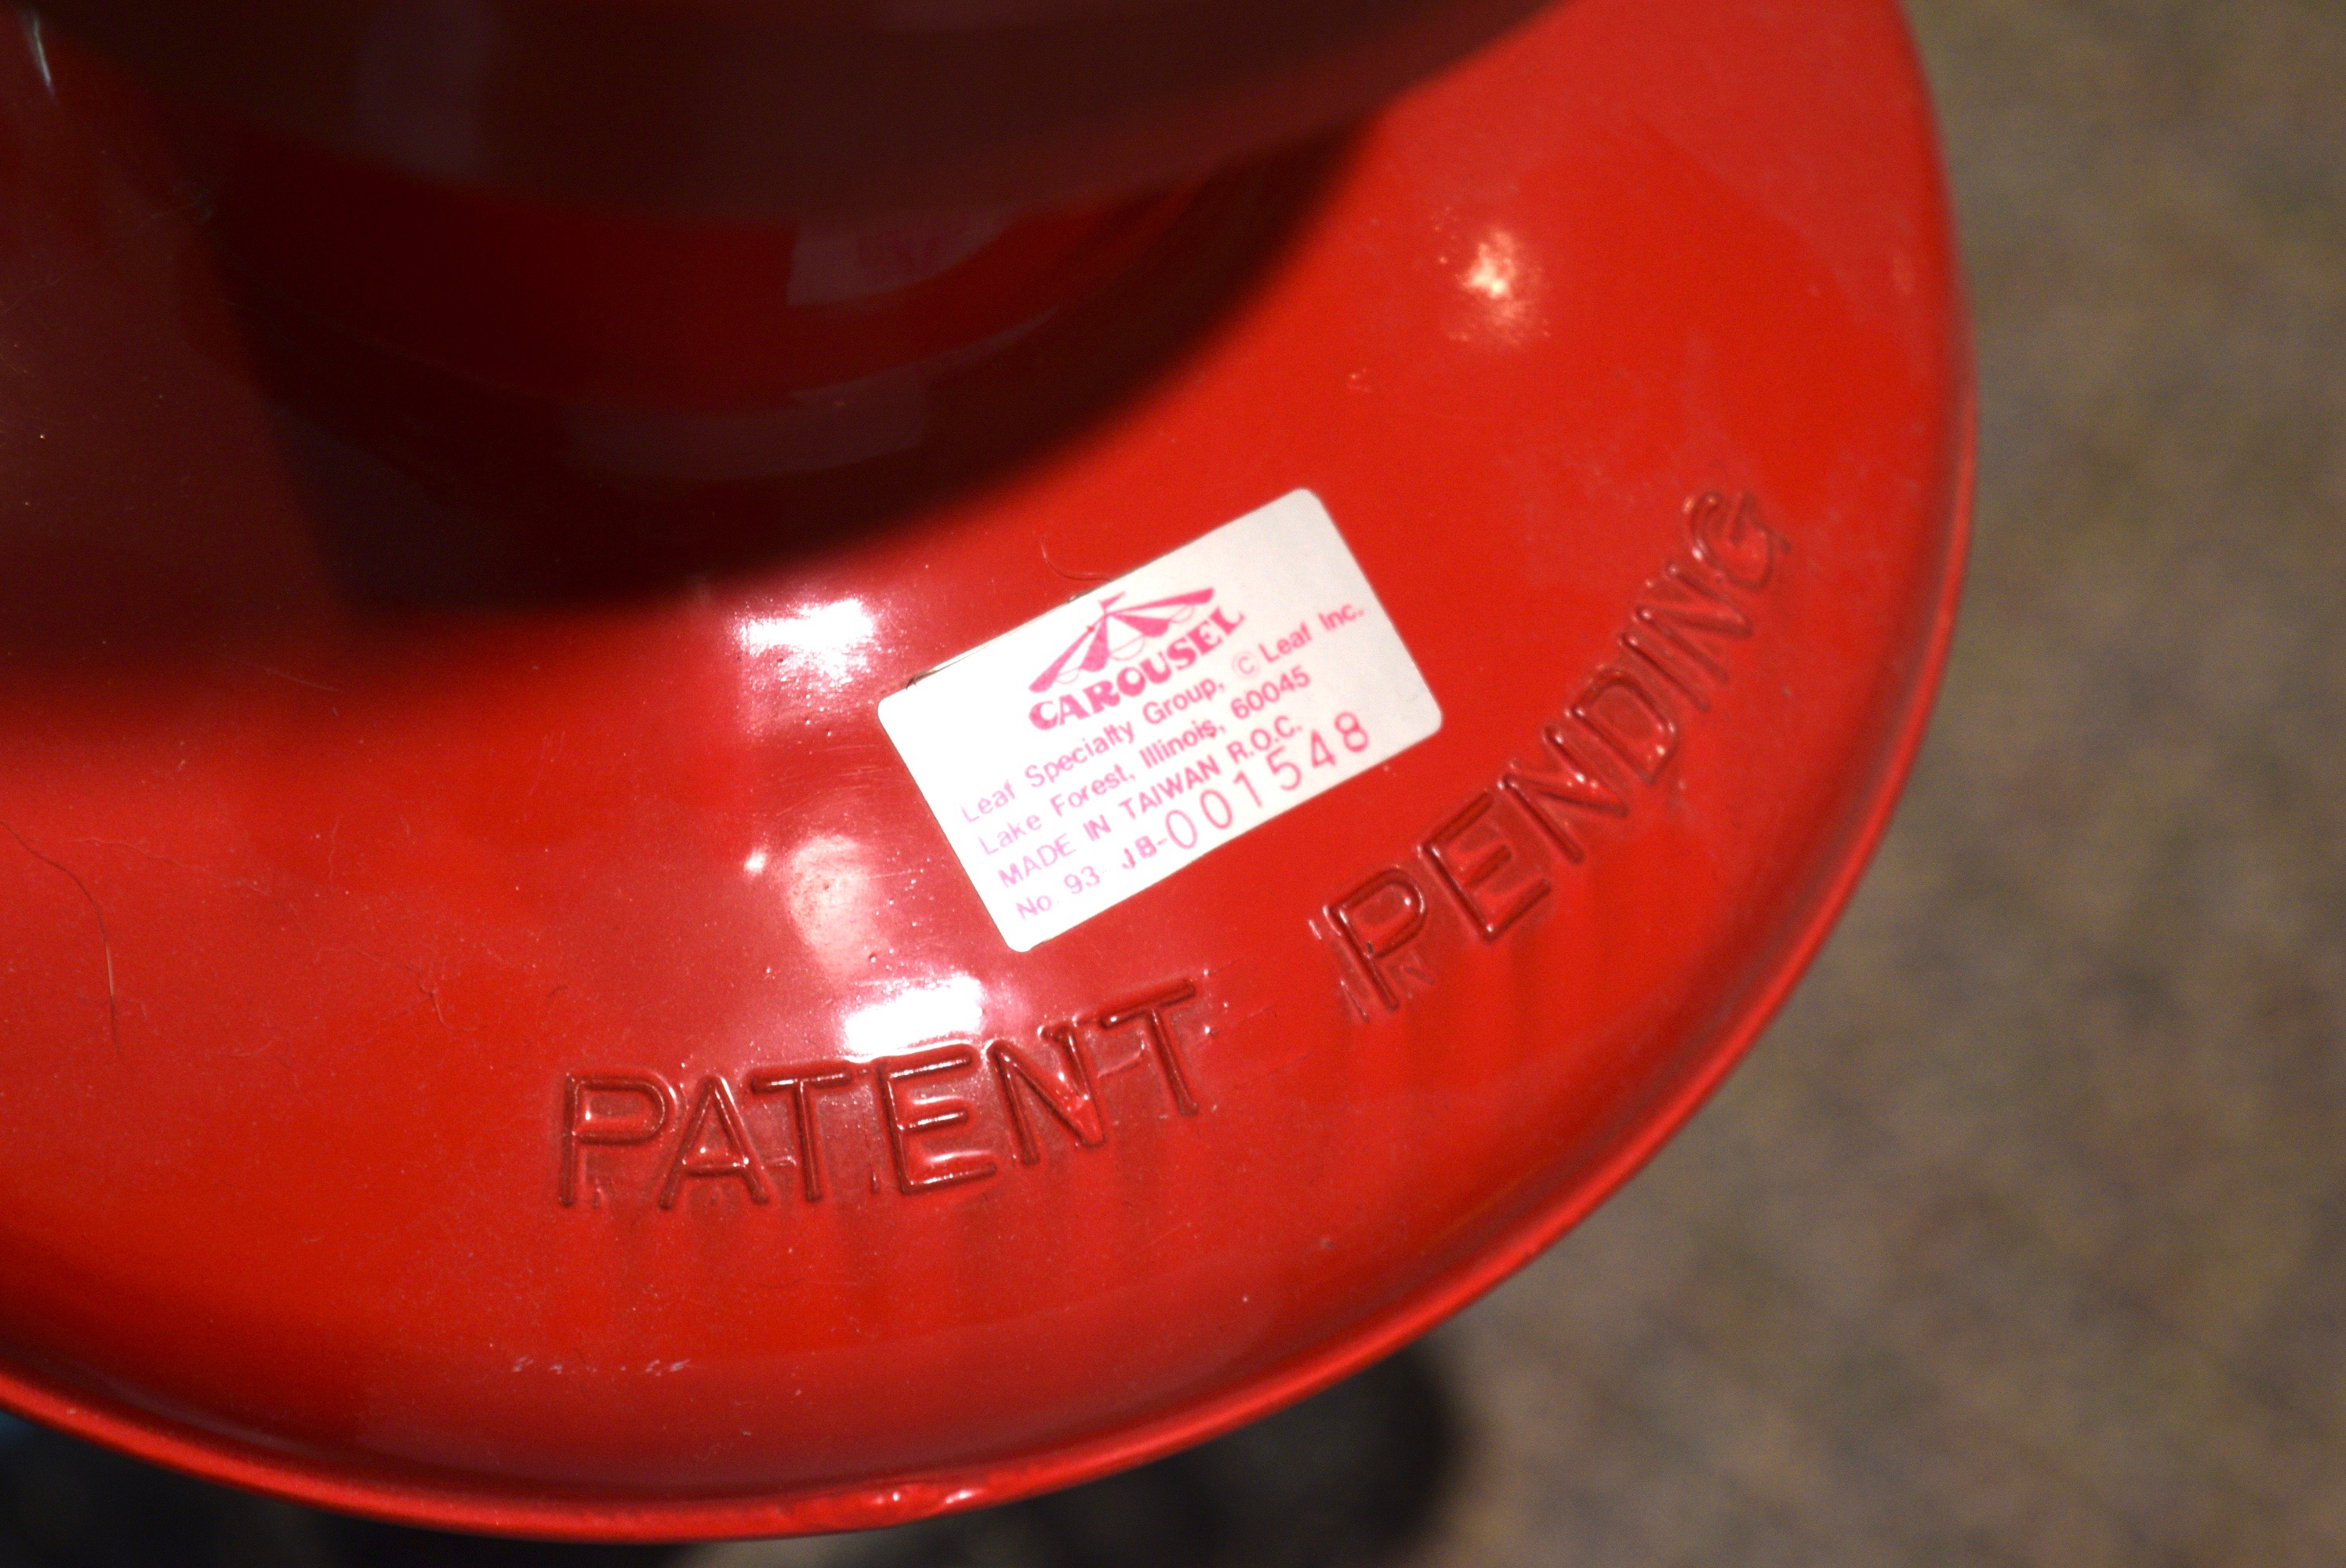 CAROUSEL
Leaf Specialty Group, © Leaf Inc.
Lake Forest, Illinois, 60045
MADE IN TAIWAN R.O.C.
No. 93 JB-001548
PATENT PENDING